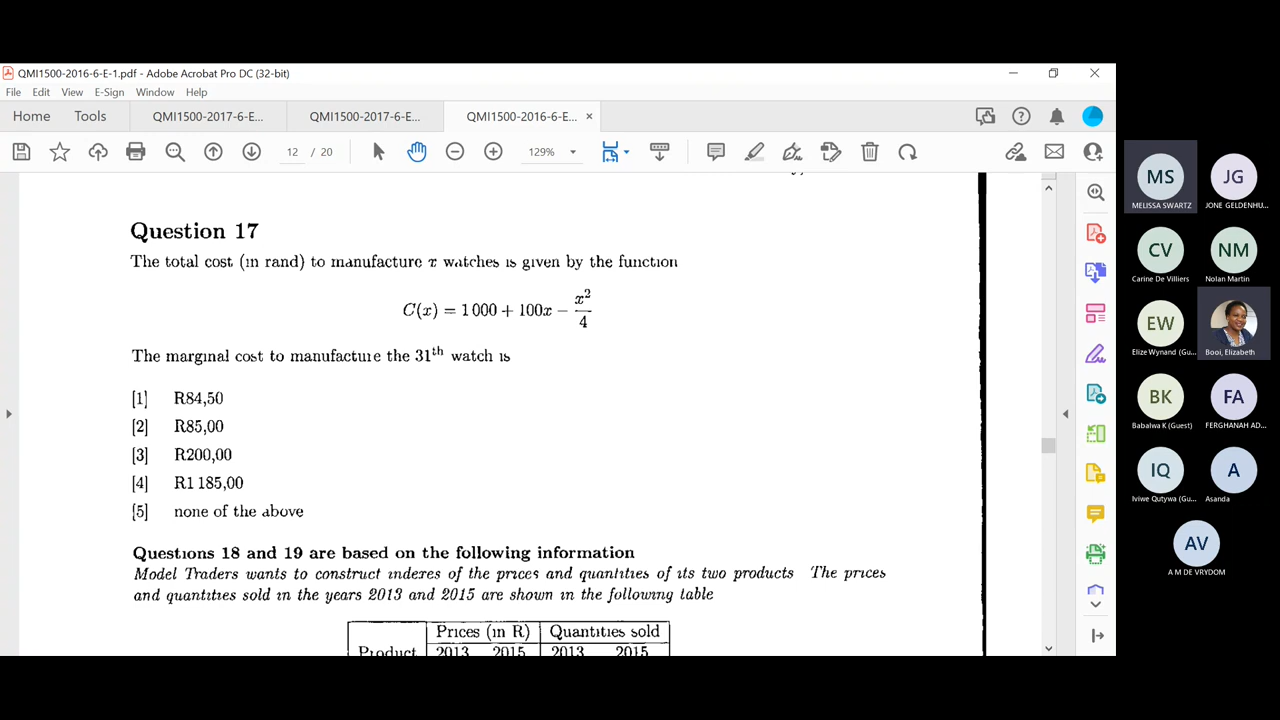 QMI1500-2016-6-E-1.pdf - Adobe Acrobat Pro DC (32-bit)
File Edit View E-Sign Window Help
Home Tools QMI1500-2017-6-E... QMI1500-2017-6-E... QMI1500-2016-6-E... ×
12 / 20 129%
Question 17
The total cost (in rand) to manufacture x watches is given by the function
C(x) = 1 000 + 100x − x²/4
The marginal cost to manufacture the 31th watch is
[1] R84,50
[2] R85,00
[3] R200,00
[4] R1 185,00
[5] none of the above
Questions 18 and 19 are based on the following information
Model Traders wants to construct indexes of the prices and quantities of its two products The prices
and quantities sold in the years 2013 and 2015 are shown in the following table
Prices (in R) Quantities sold
Product 2013 2015 2013 2015
MS JG
MELISSA SWARTZ JONE GELDENHU...
CV NM
Carine De Villiers Nolan Martin
EW
Elize Wynand (Gu... Booi, Elizabeth
BK FA
Babalwa K (Guest) FERGHANAH AD...
IQ A
Iviwe Qutywa (Gu... Asanda
AV
A M DE VRYDOM